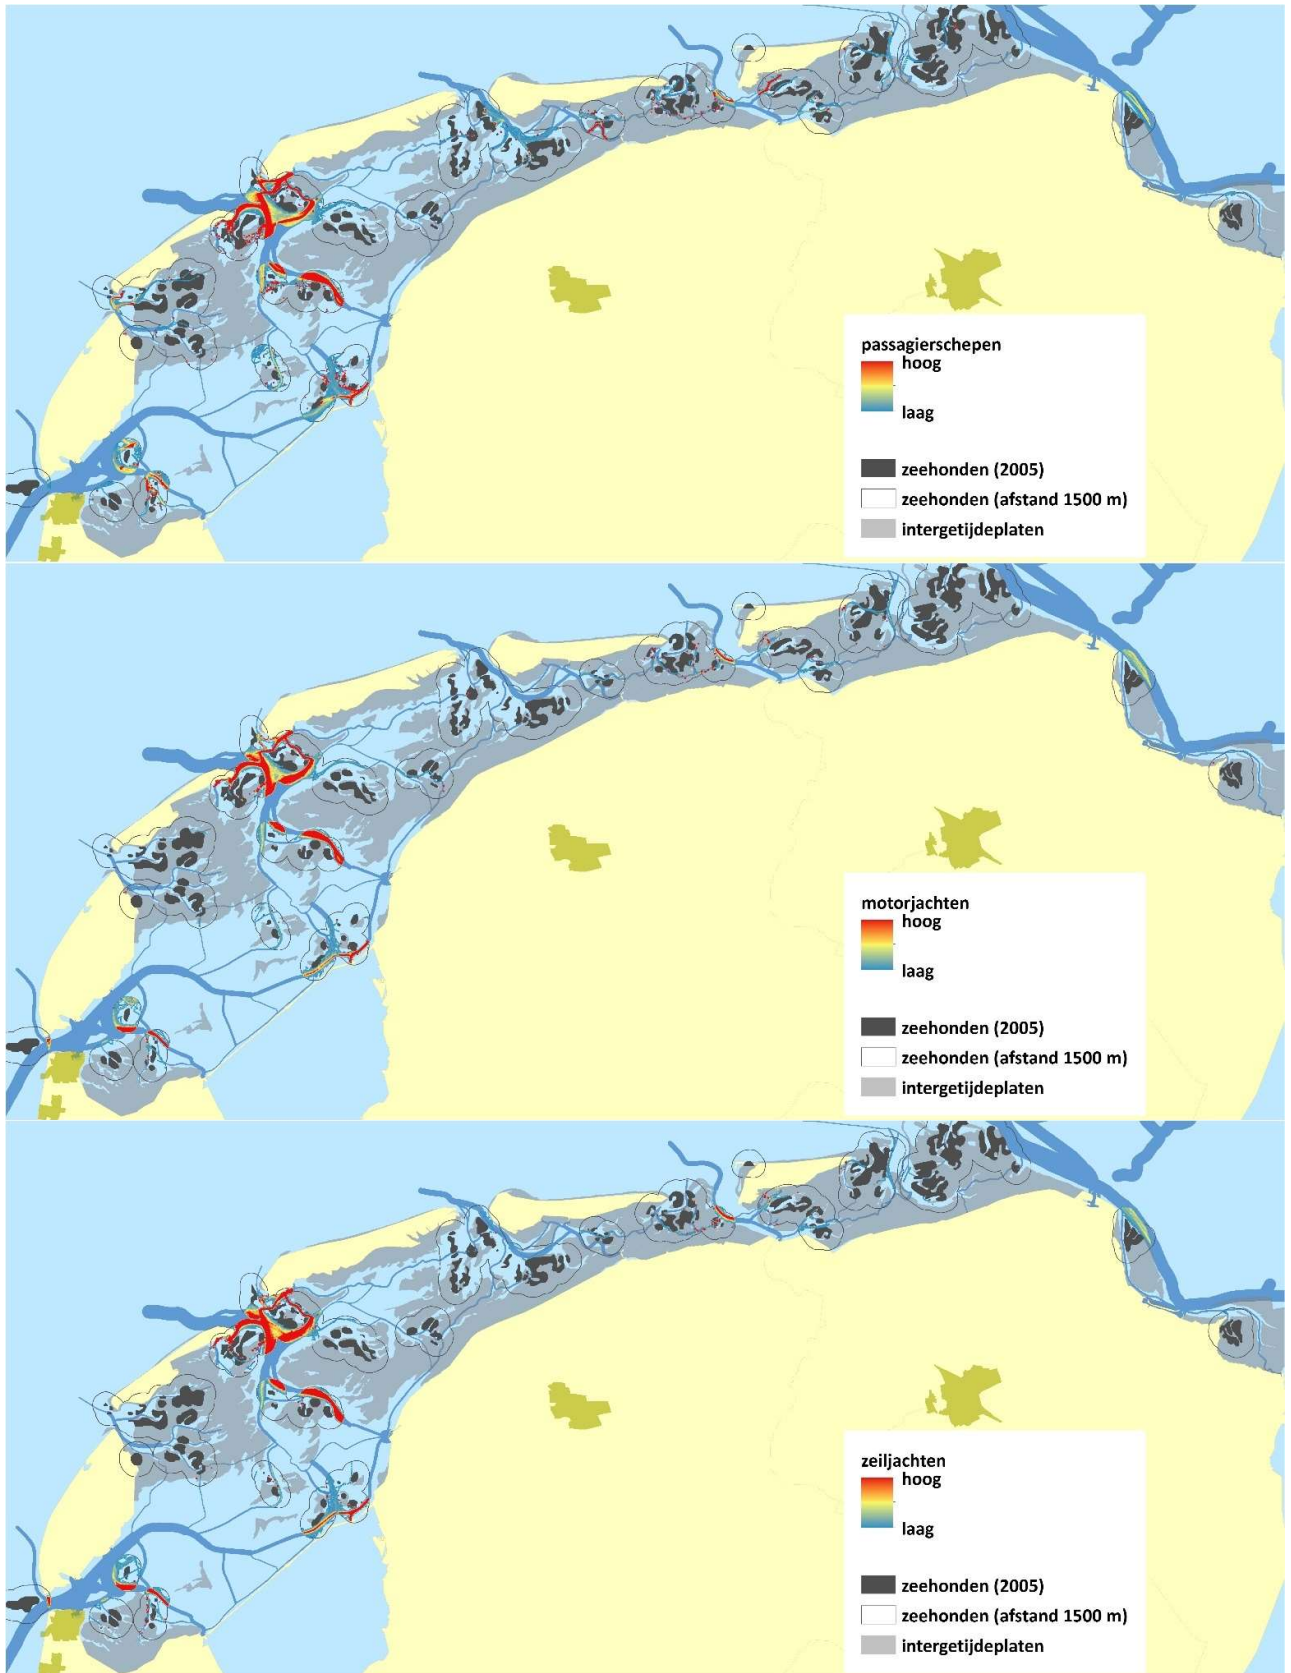 passagierschepen
hoog
laag
zeehonden (2005)
zeehonden (afstand 1500 m)
intergetijdeplaten
motorjachten
hoog
laag
zeehonden (2005)
zeehonden (afstand 1500 m)
intergetijdeplaten
zeiljachten
hoog
laag
zeehonden (2005)
zeehonden (afstand 1500 m)
intergetijdeplaten